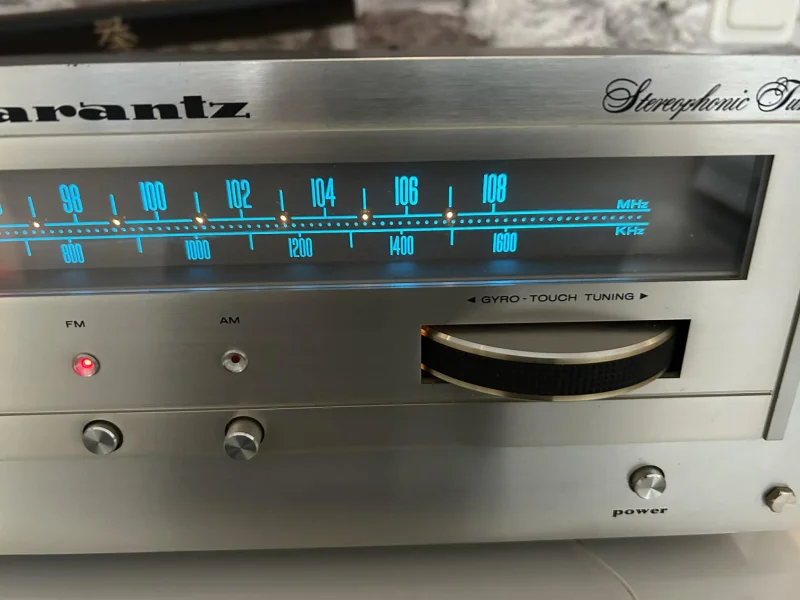 arantz
Stereophonic Tu
98 100 102 104 106 108
MHz
KHz
800 1000 1200 1400 1600
◄ GYRO-TOUCH TUNING ►
FM AM
power